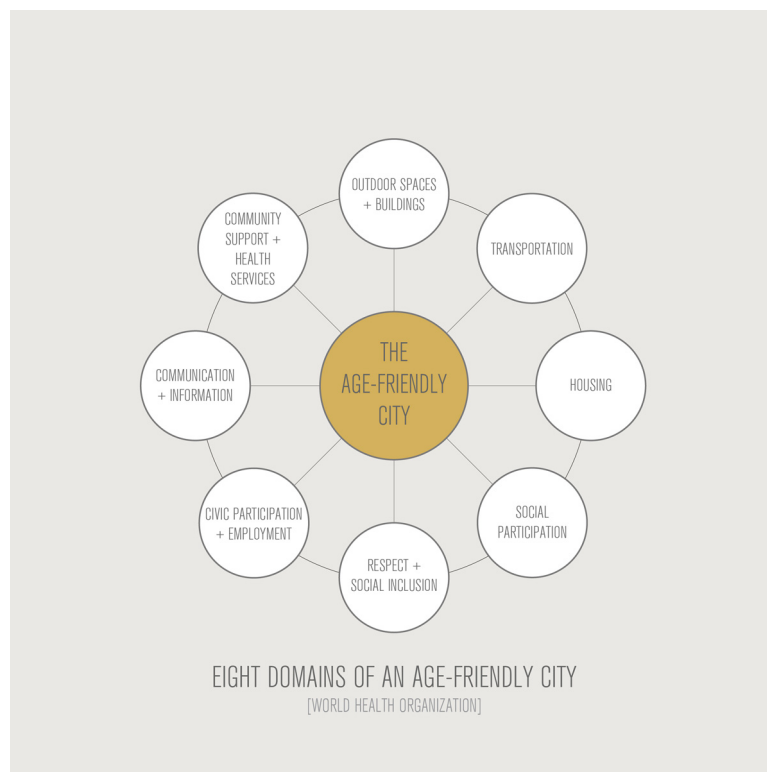 OUTDOOR SPACES
+ BUILDINGS
TRANSPORTATION
HOUSING
SOCIAL
PARTICIPATION
RESPECT +
SOCIAL INCLUSION
CIVIC PARTICIPATION
+ EMPLOYMENT
COMMUNICATION
+ INFORMATION
COMMUNITY
SUPPORT +
HEALTH
SERVICES
THE
AGE-FRIENDLY
CITY
EIGHT DOMAINS OF AN AGE-FRIENDLY CITY
[WORLD HEALTH ORGANIZATION]